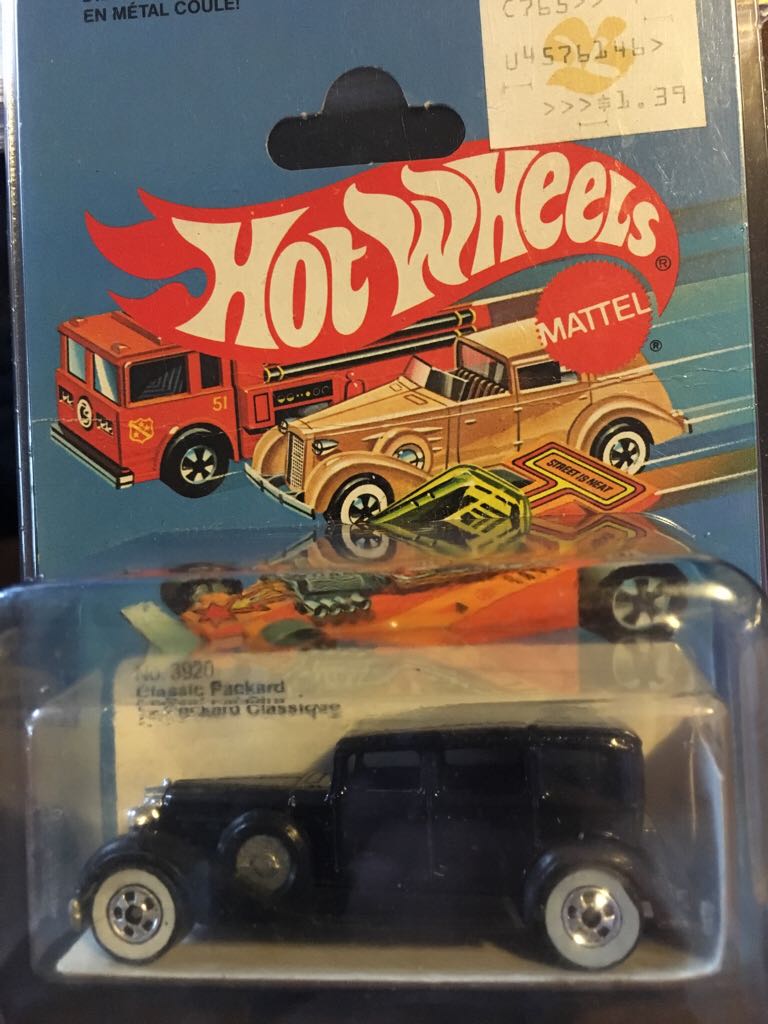 EN MÉTAL COULÉ!
C765>>
U4576146>
>>>$1.39
HOT WHEELS®
MATTEL®
51
STREET IS NEAT
No. 3920
Classic Packard
Packard Classique